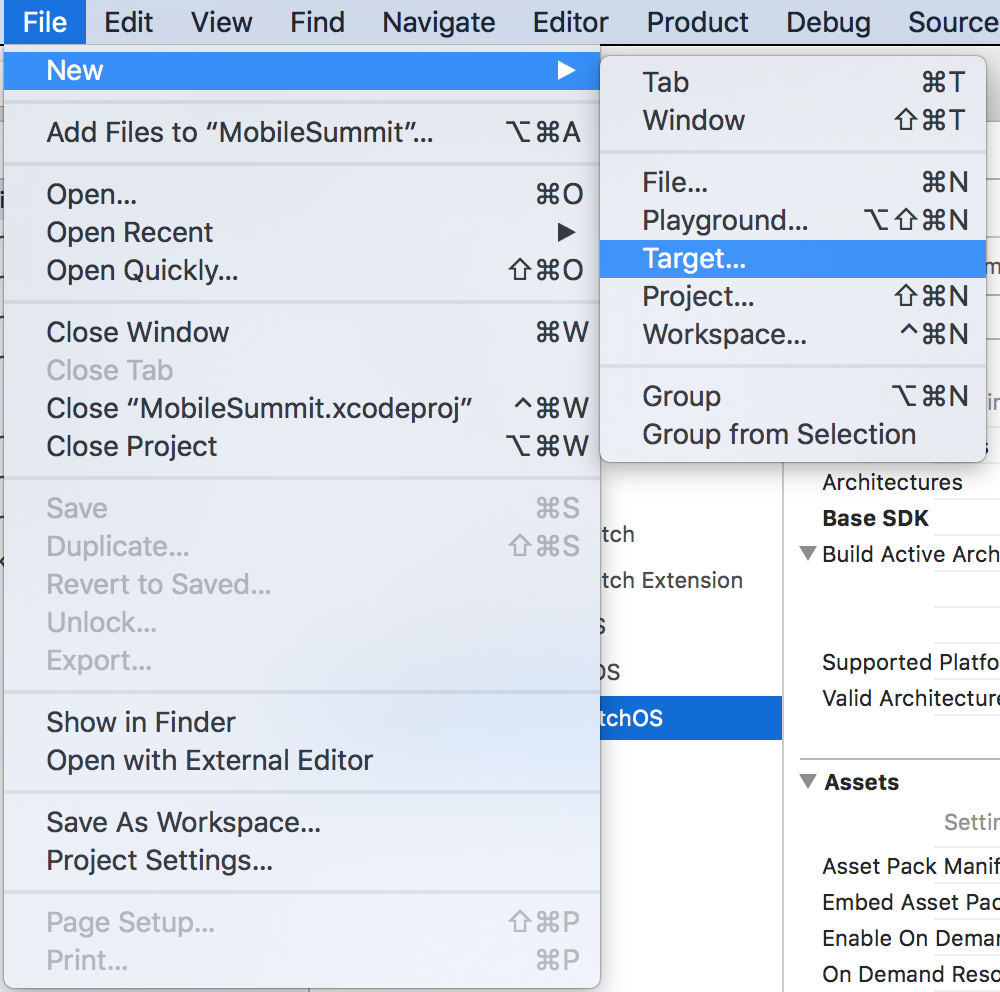 File Edit View Find Navigate Editor Product Debug Source
New ▶
Add Files to “MobileSummit”... ⌥⌘A
Open... ⌘O
Open Recent ▶
Open Quickly... ⇧⌘O
Close Window ⌘W
Close Tab
Close “MobileSummit.xcodeproj” ^⌘W
Close Project ⌥⌘W
Save ⌘S
Duplicate... ⇧⌘S
Revert to Saved...
Unlock...
Export...
Show in Finder
Open with External Editor
Save As Workspace...
Project Settings...
Page Setup... ⇧⌘P
Print... ⌘P
Tab ⌘T
Window ⇧⌘T
File... ⌘N
Playground... ⌥⇧⌘N
Target...
Project... ⇧⌘N
Workspace... ^⌘N
Group ⌥⌘N
Group from Selection
tch
tch Extension
OS
tchOS
Architectures
Base SDK
Build Active Arch
Supported Platfo
Valid Architecture
Assets
Settin
Asset Pack Manif
Embed Asset Pac
Enable On Deman
On Demand Reso